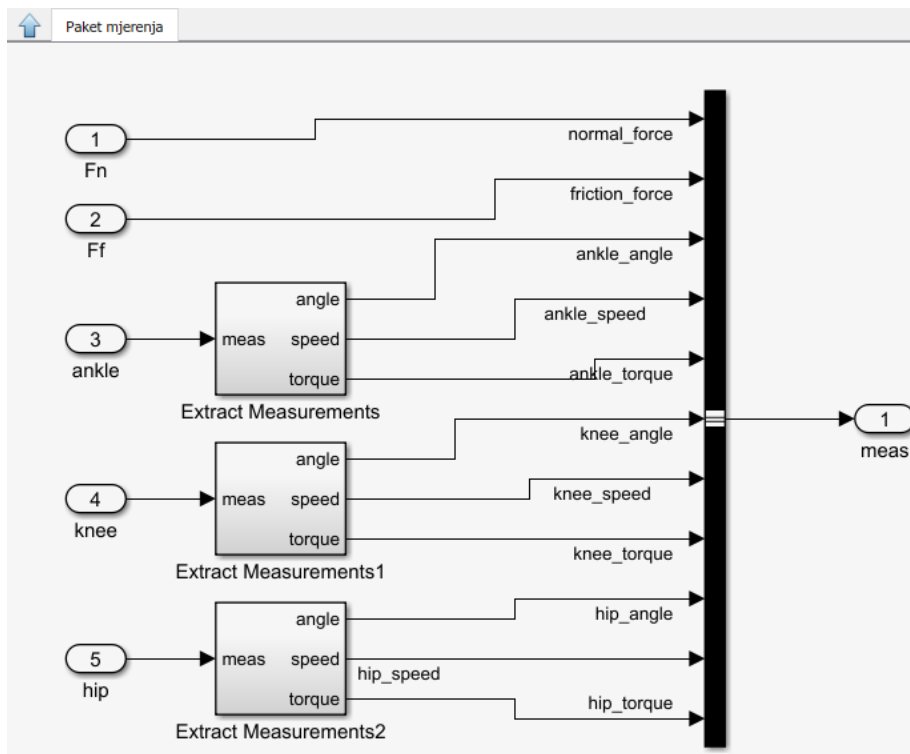 Paket mjerenja
1
Fn
normal_force
2
Ff
friction_force
ankle_angle
angle
ankle_speed
3
ankle
meas
speed
torque
ankle_torque
Extract Measurements
knee_angle
1
meas
angle
4
knee
meas
speed
knee_speed
torque
knee_torque
Extract Measurements1
angle
hip_angle
5
hip
meas
speed
hip_speed
torque
hip_torque
Extract Measurements2